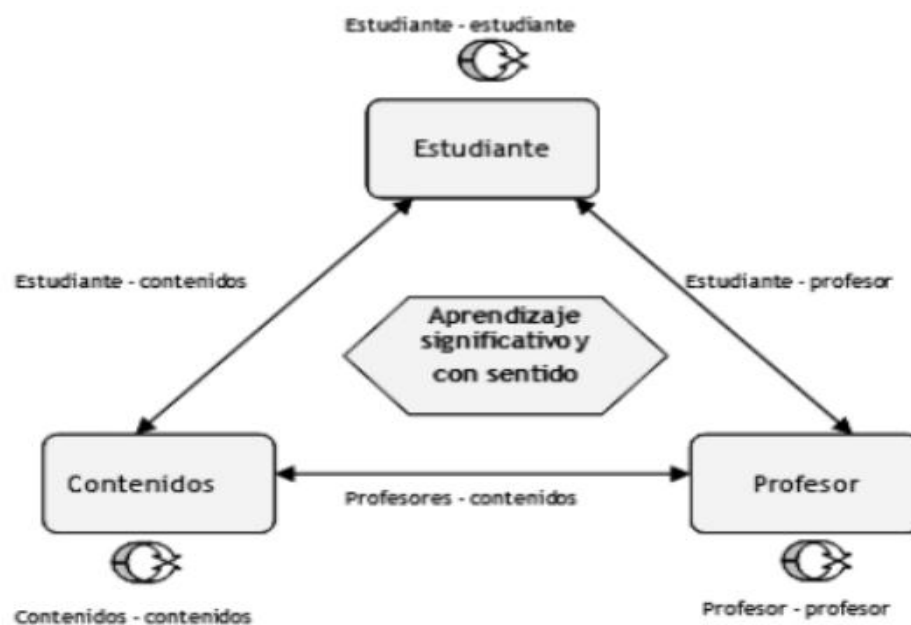 Estudiante - estudiante
Estudiante
Estudiante - contenidos
Estudiante - profesor
Aprendizaje
significativo y
con sentido
Contenidos
Profesor
Profesores - contenidos
Contenidos - contenidos
Profesor - profesor